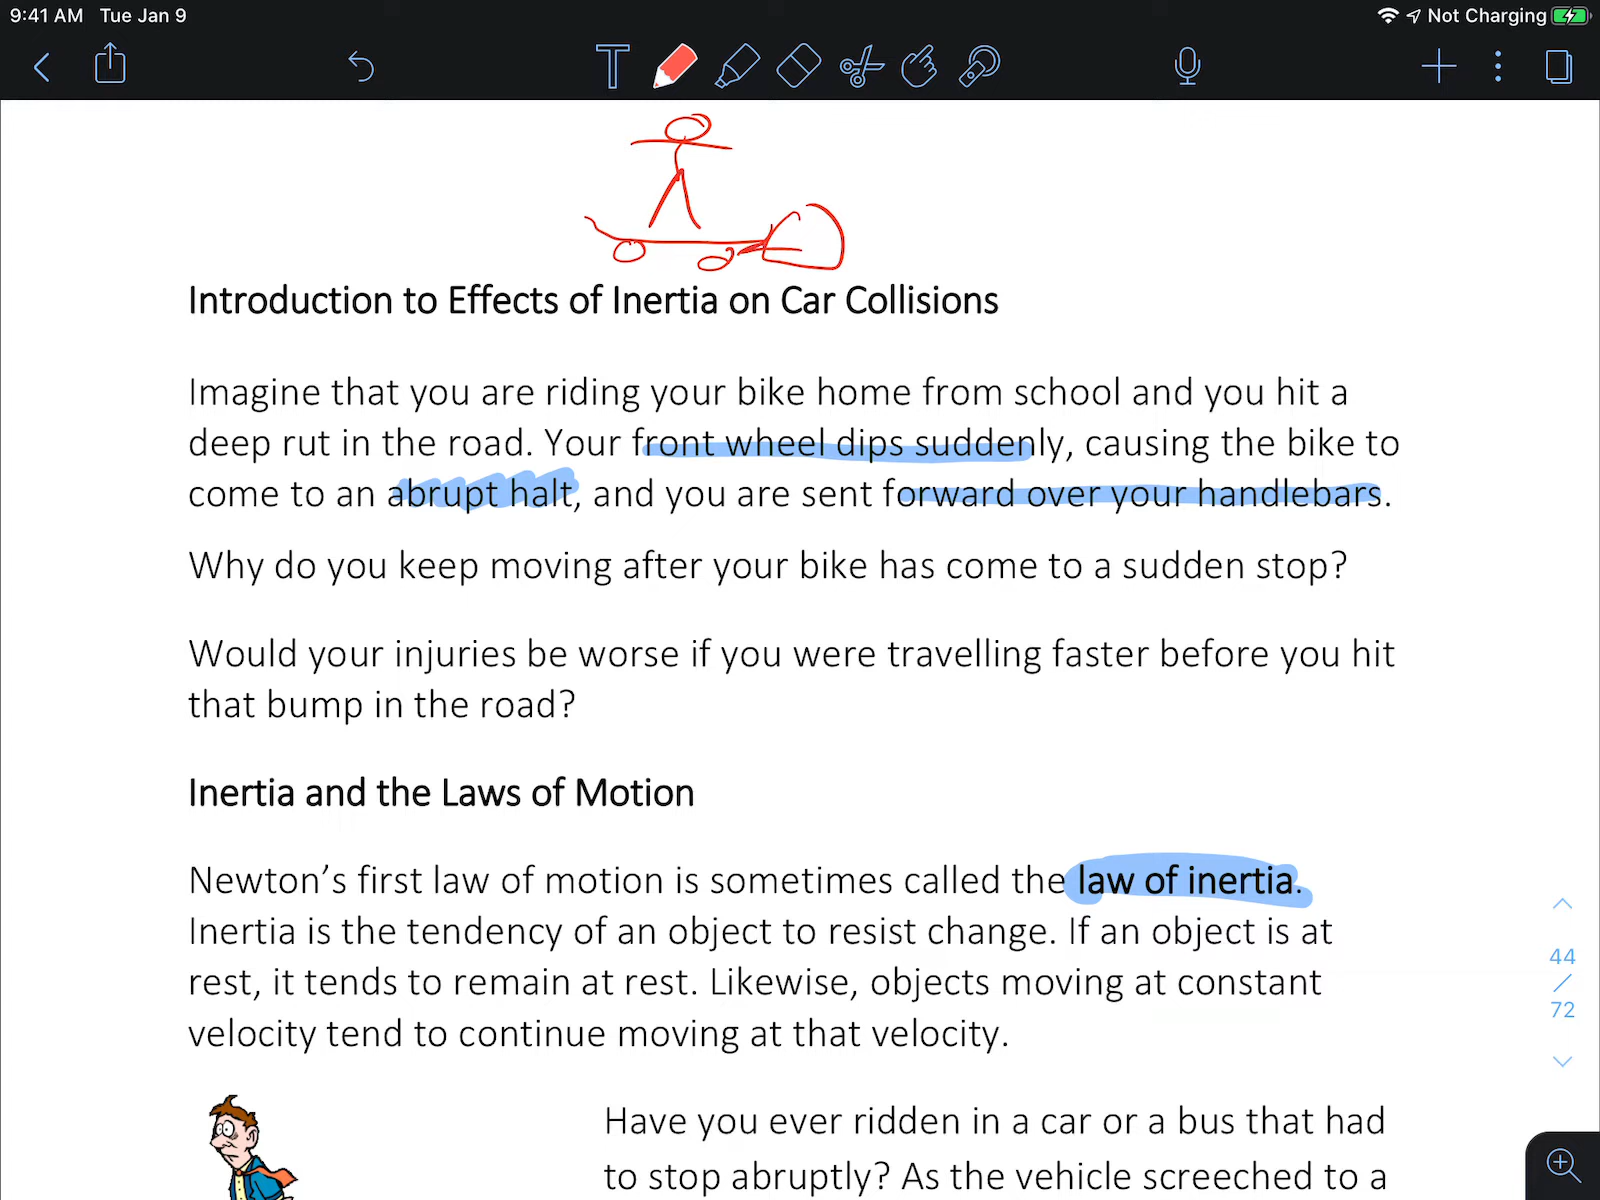 9:41 AM Tue Jan 9
Not Charging
T
Introduction to Effects of Inertia on Car Collisions
Imagine that you are riding your bike home from school and you hit a
deep rut in the road. Your front wheel dips suddenly, causing the bike to
come to an abrupt halt, and you are sent forward over your handlebars.
Why do you keep moving after your bike has come to a sudden stop?
Would your injuries be worse if you were travelling faster before you hit
that bump in the road?
Inertia and the Laws of Motion
Newton’s first law of motion is sometimes called the law of inertia.
Inertia is the tendency of an object to resist change. If an object is at
rest, it tends to remain at rest. Likewise, objects moving at constant
velocity tend to continue moving at that velocity.
44
/
72
Have you ever ridden in a car or a bus that had
to stop abruptly? As the vehicle screeched to a